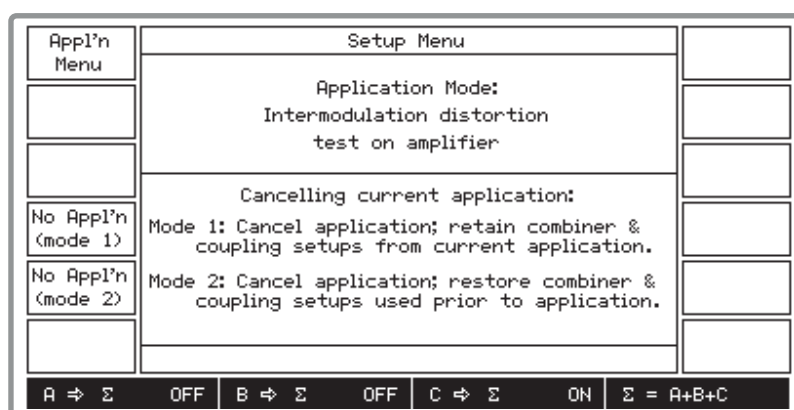 Appl'n
Menu
Setup Menu
Application Mode:
Intermodulation distortion
test on amplifier
Cancelling current application:
No Appl'n
(mode 1)
Mode 1: Cancel application; retain combiner &
coupling setups from current application.
No Appl'n
(mode 2)
Mode 2: Cancel application; restore combiner &
coupling setups used prior to application.
A ⇨ Σ OFF B ⇨ Σ OFF C ⇨ Σ ON Σ = A+B+C